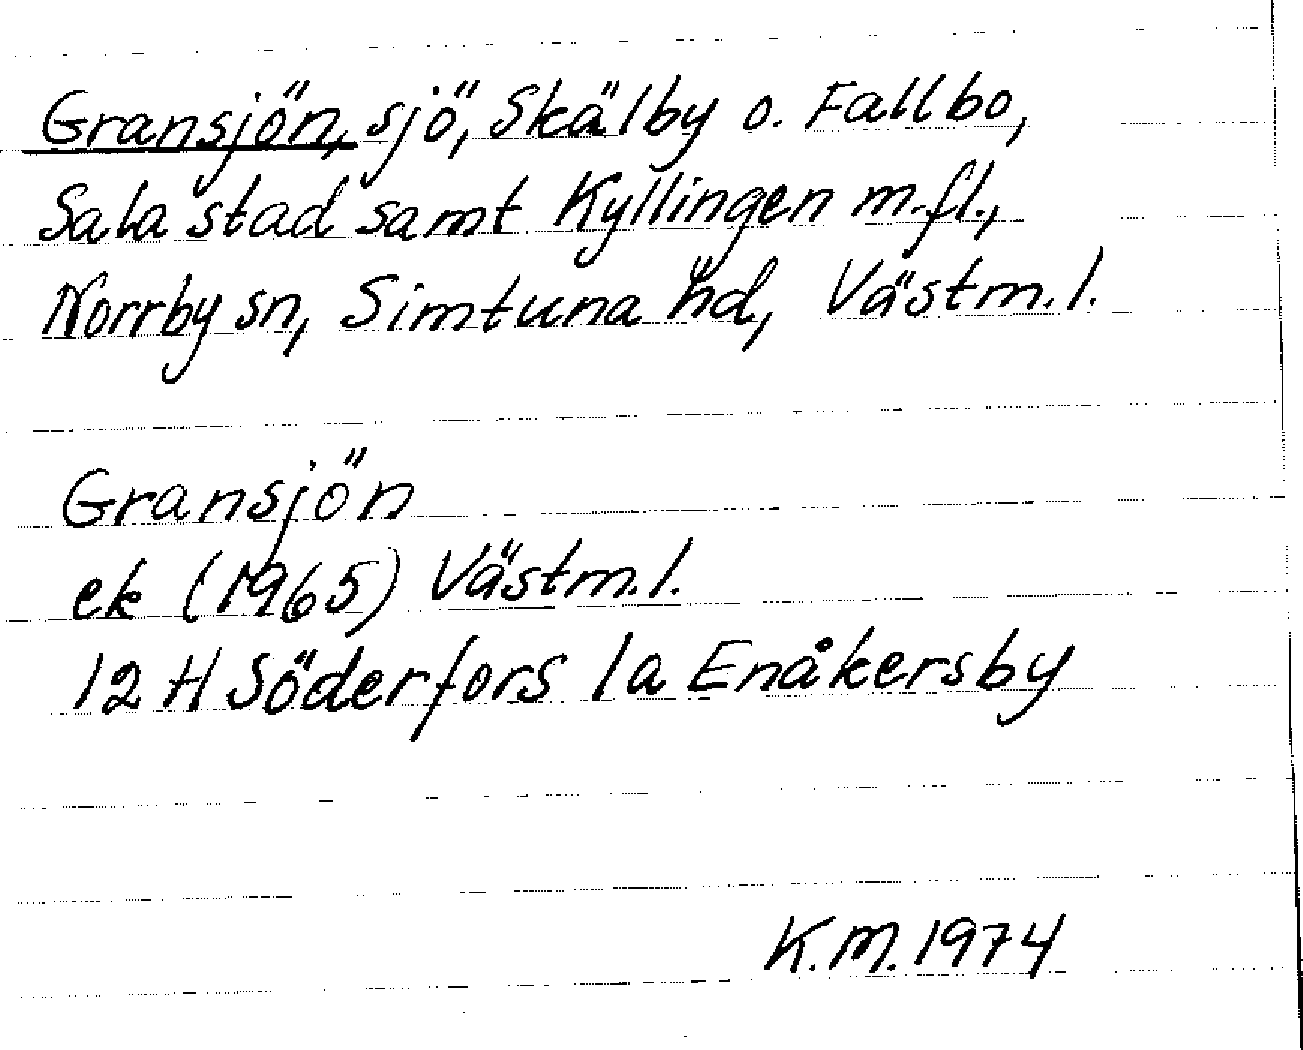 Gransjön, sjö, Skälby o. Fallbo,
Sala stad samt Kyllingen m.fl.,
Norrby sn, Simtuna hd, Västm.l.
Gransjön
ek (1965) Västm.l.
12 H Söderfors 1a Enåkersby
K.M. 1974